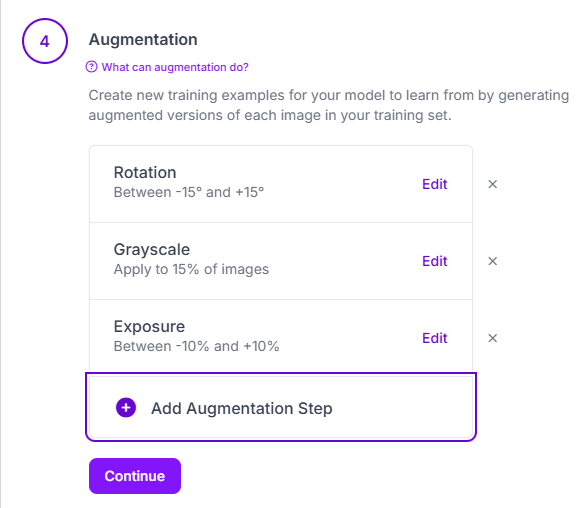 4
Augmentation
What can augmentation do?
Create new training examples for your model to learn from by generating
augmented versions of each image in your training set.
Rotation
Between -15° and +15°
Edit
Grayscale
Apply to 15% of images
Edit
Exposure
Between -10% and +10%
Edit
Add Augmentation Step
Continue